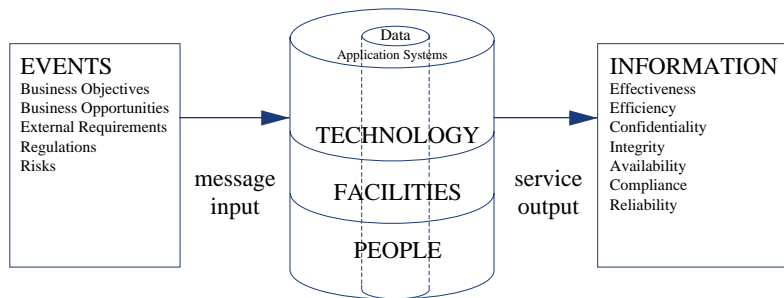 EVENTS
Business Objectives
Business Opportunities
External Requirements
Regulations
Risks
message
input
Data
Application Systems
TECHNOLOGY
FACILITIES
PEOPLE
service
output
INFORMATION
Effectiveness
Efficiency
Confidentiality
Integrity
Availability
Compliance
Reliability